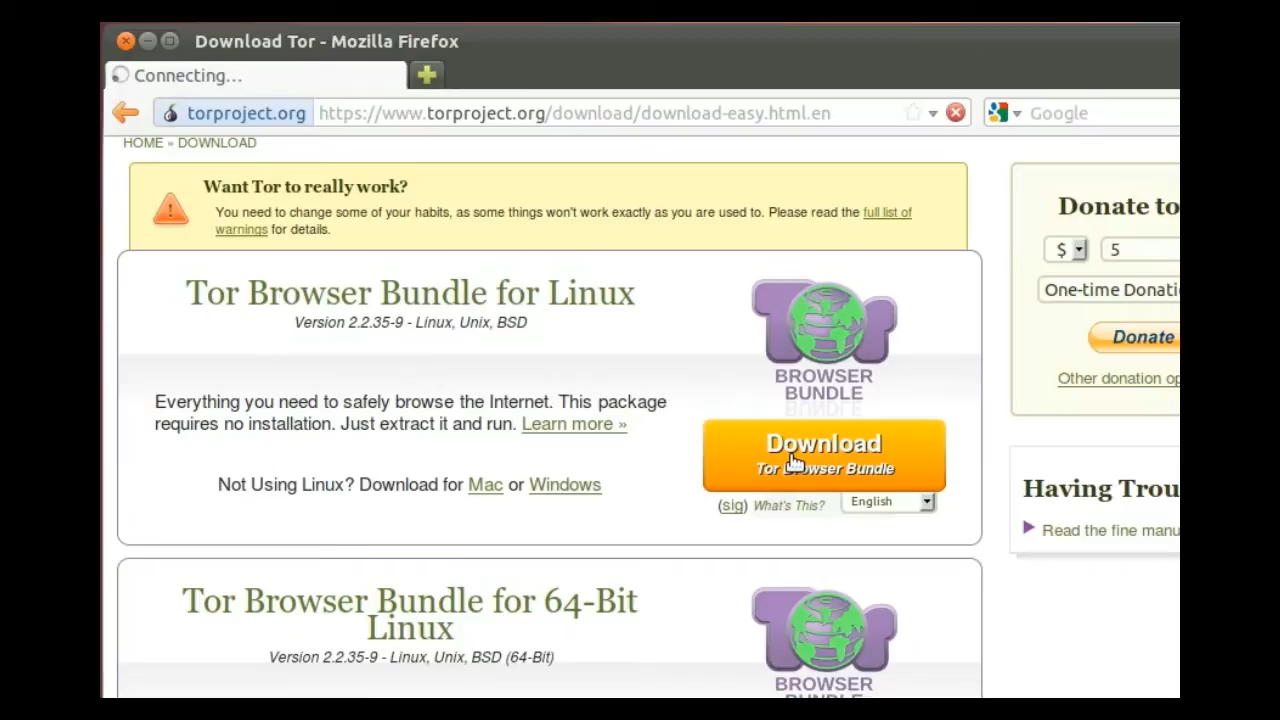 Download Tor - Mozilla Firefox
Connecting...
torproject.org https://www.torproject.org/download/download-easy.html.en Google
HOME » DOWNLOAD
Want Tor to really work?
You need to change some of your habits, as some things won't work exactly as you are used to. Please read the full list of
warnings for details.
Donate to
$ 5
One-time Donati
Donate
Other donation op
Tor Browser Bundle for Linux
Version 2.2.35-9 - Linux, Unix, BSD
Tor
BROWSER
BUNDLE
Everything you need to safely browse the Internet. This package
requires no installation. Just extract it and run. Learn more »
Download
Tor Browser Bundle
Not Using Linux? Download for Mac or Windows
(sig) What's This? English
Having Trou
Read the fine manu
Tor Browser Bundle for 64-Bit
Linux
Version 2.2.35-9 - Linux, Unix, BSD (64-Bit)
Tor
BROWSER
BUNDLE